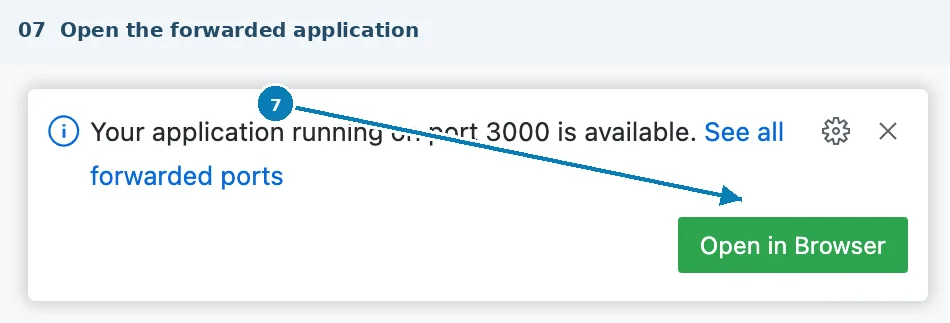 07 Open the forwarded application
7
Your application running on port 3000 is available. See all
forwarded ports
Open in Browser